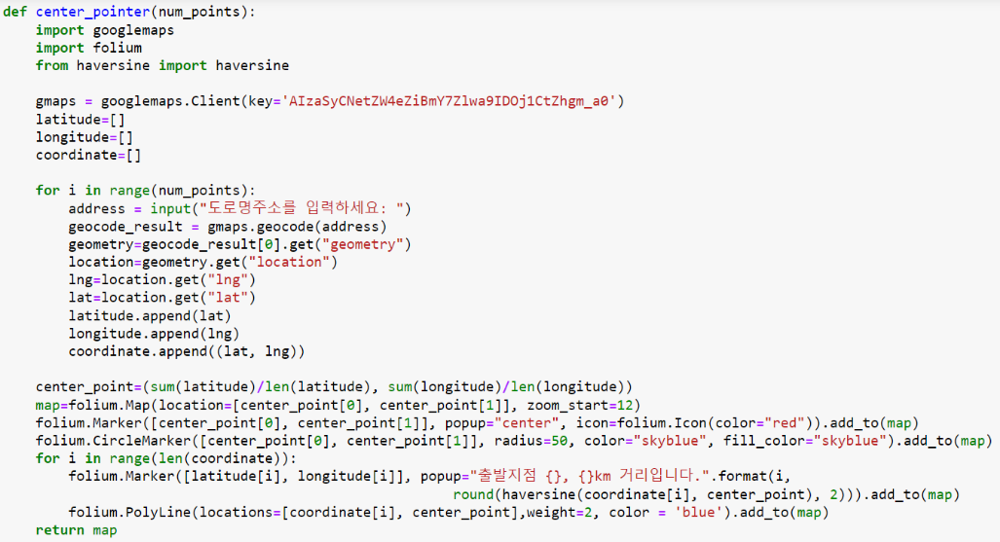 def center_pointer(num_points):
    import googlemaps
    import folium
    from haversine import haversine

    gmaps = googlemaps.Client(key='AIzaSyCNetZW4eZiBmY7Zlwa9IDOj1CtZhgm_a0')
    latitude=[]
    longitude=[]
    coordinate=[]

    for i in range(num_points):
        address = input("도로명주소를 입력하세요: ")
        geocode_result = gmaps.geocode(address)
        geometry=geocode_result[0].get("geometry")
        location=geometry.get("location")
        lng=location.get("lng")
        lat=location.get("lat")
        latitude.append(lat)
        longitude.append(lng)
        coordinate.append((lat, lng))

    center_point=(sum(latitude)/len(latitude), sum(longitude)/len(longitude))
    map=folium.Map(location=[center_point[0], center_point[1]], zoom_start=12)
    folium.Marker([center_point[0], center_point[1]], popup="center", icon=folium.Icon(color="red")).add_to(map)
    folium.CircleMarker([center_point[0], center_point[1]], radius=50, color="skyblue", fill_color="skyblue").add_to(map)
    for i in range(len(coordinate)):
        folium.Marker([latitude[i], longitude[i]], popup="출발지점 {}, {}km 거리입니다.".format(i,
                                                       round(haversine(coordinate[i], center_point), 2))).add_to(map)
        folium.PolyLine(locations=[coordinate[i], center_point],weight=2, color = 'blue').add_to(map)
    return map